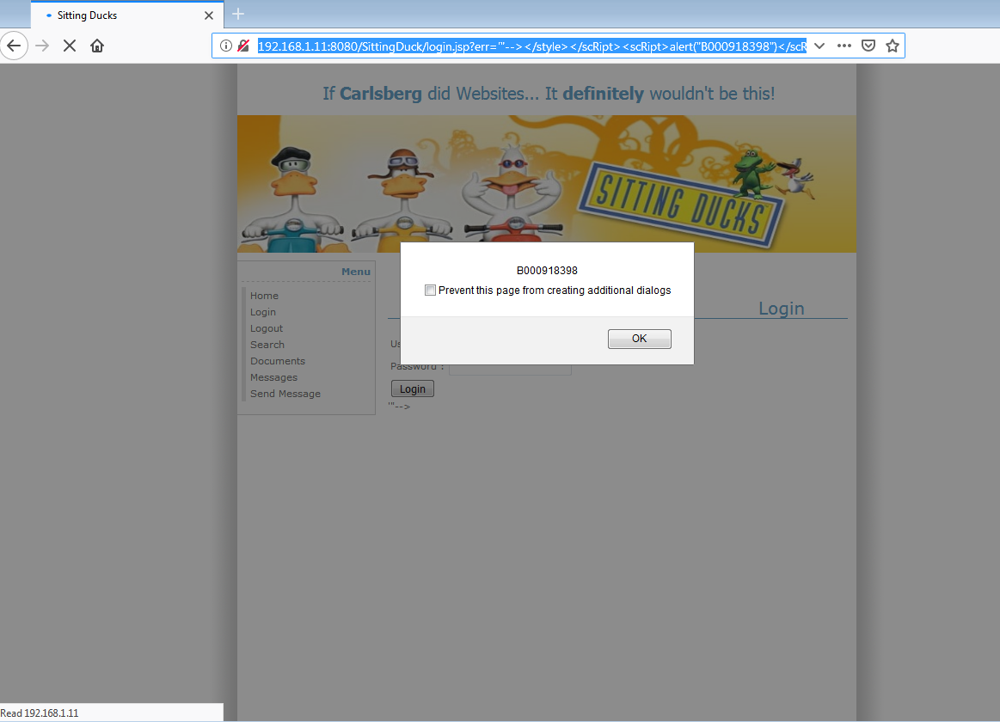 Sitting Ducks
192.168.1.11:8080/SittingDuck/login.jsp?err='"--></style></scRipt><scRipt>alert("B000918398")</scR
If Carlsberg did Websites... It definitely wouldn't be this!
SITTING DUCKS
B000918398
Prevent this page from creating additional dialogs
OK
Menu
Home
Login
Logout
Search
Documents
Messages
Send Message
Login
Us
Password :
Login
'"-->
Read 192.168.1.11